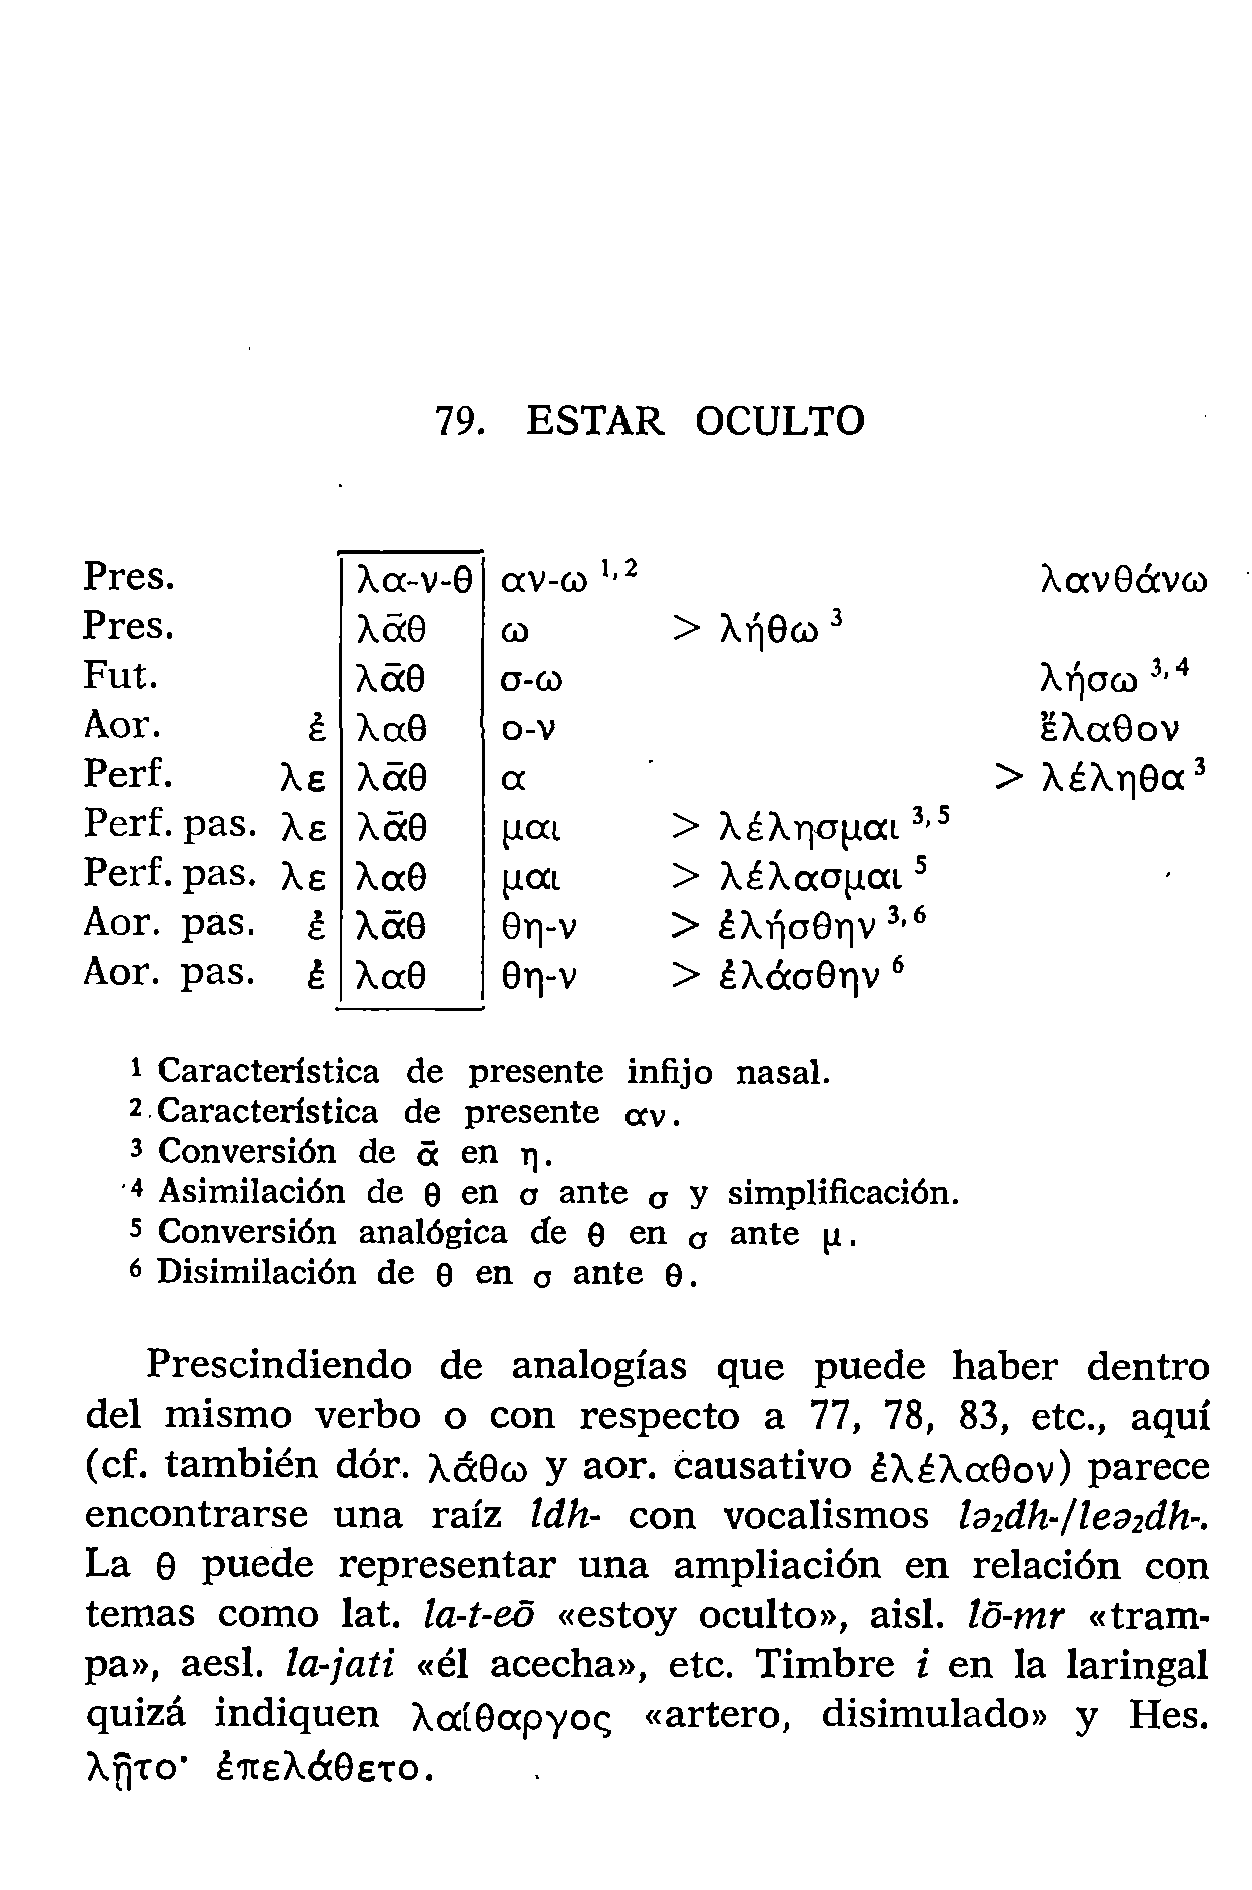 79. ESTAR OCULTO
Pres. λα-ν-θ αν-ω ¹,² λανθάνω
Pres. λᾱθ ω > λήθω ³
Fut. λᾱθ σ-ω λήσω ³,⁴
Aor. ἐ λαθ ο-ν ἔλαθον
Perf. λε λᾱθ α > λέληθα ³
Perf. pas. λε λᾱθ μαι > λέλησμαι ³,⁵
Perf. pas. λε λαθ μαι > λέλασμαι ⁵
Aor. pas. ἐ λᾱθ θη-ν > ἐλήσθην ³,⁶
Aor. pas. ἐ λαθ θη-ν > ἐλάσθην ⁶
¹ Característica de presente infijo nasal.
² Característica de presente αν.
³ Conversión de ᾱ en η.
⁴ Asimilación de θ en σ ante σ y simplificación.
⁵ Conversión analógica de θ en σ ante μ.
⁶ Disimilación de θ en σ ante θ.
Prescindiendo de analogías que puede haber dentro
del mismo verbo o con respecto a 77, 78, 83, etc., aquí
(cf. también dór. λᾱ́θω y aor. causativo ἐλέλαθον) parece
encontrarse una raíz ldh- con vocalismos lə₂dh-/leə₂dh-.
La θ puede representar una ampliación en relación con
temas como lat. la-t-eō «estoy oculto», aisl. lō-mr «tram-
pa», aesl. la-jati «él acecha», etc. Timbre i en la laringal
quizá indiquen λαίθαργος «artero, disimulado» y Hes.
λῇτο· ἐπελάθετο.